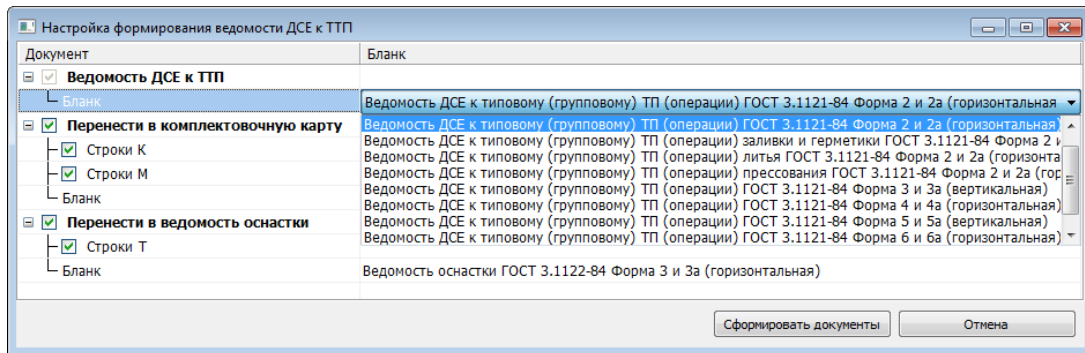 Настройка формирования ведомости ДСЕ к ТТП
Документ Бланк
Ведомость ДСЕ к ТТП
Бланк Ведомость ДСЕ к типовому (групповому) ТП (операции) ГОСТ 3.1121-84 Форма 2 и 2а (горизонтальная
Перенести в комплектовочную карту Ведомость ДСЕ к типовому (групповому) ТП (операции) ГОСТ 3.1121-84 Форма 2 и 2а (горизонтальная)
Ведомость ДСЕ к типовому (групповому) ТП (операции) заливки и герметики ГОСТ 3.1121-84 Форма 2 и
Строки К Ведомость ДСЕ к типовому (групповому) ТП (операции) литья ГОСТ 3.1121-84 Форма 2 и 2а (горизонта
Строки М Ведомость ДСЕ к типовому (групповому) ТП (операции) прессования ГОСТ 3.1121-84 Форма 2 и 2а (гор
Ведомость ДСЕ к типовому (групповому) ТП (операции) ГОСТ 3.1121-84 Форма 3 и 3а (вертикальная)
Бланк Ведомость ДСЕ к типовому (групповому) ТП (операции) ГОСТ 3.1121-84 Форма 4 и 4а (горизонтальная)
Перенести в ведомость оснастки Ведомость ДСЕ к типовому (групповому) ТП (операции) ГОСТ 3.1121-84 Форма 5 и 5а (вертикальная)
Строки Т Ведомость ДСЕ к типовому (групповому) ТП (операции) ГОСТ 3.1121-84 Форма 6 и 6а (горизонтальная)
Бланк Ведомость оснастки ГОСТ 3.1122-84 Форма 3 и 3а (горизонтальная)
Сформировать документы Отмена